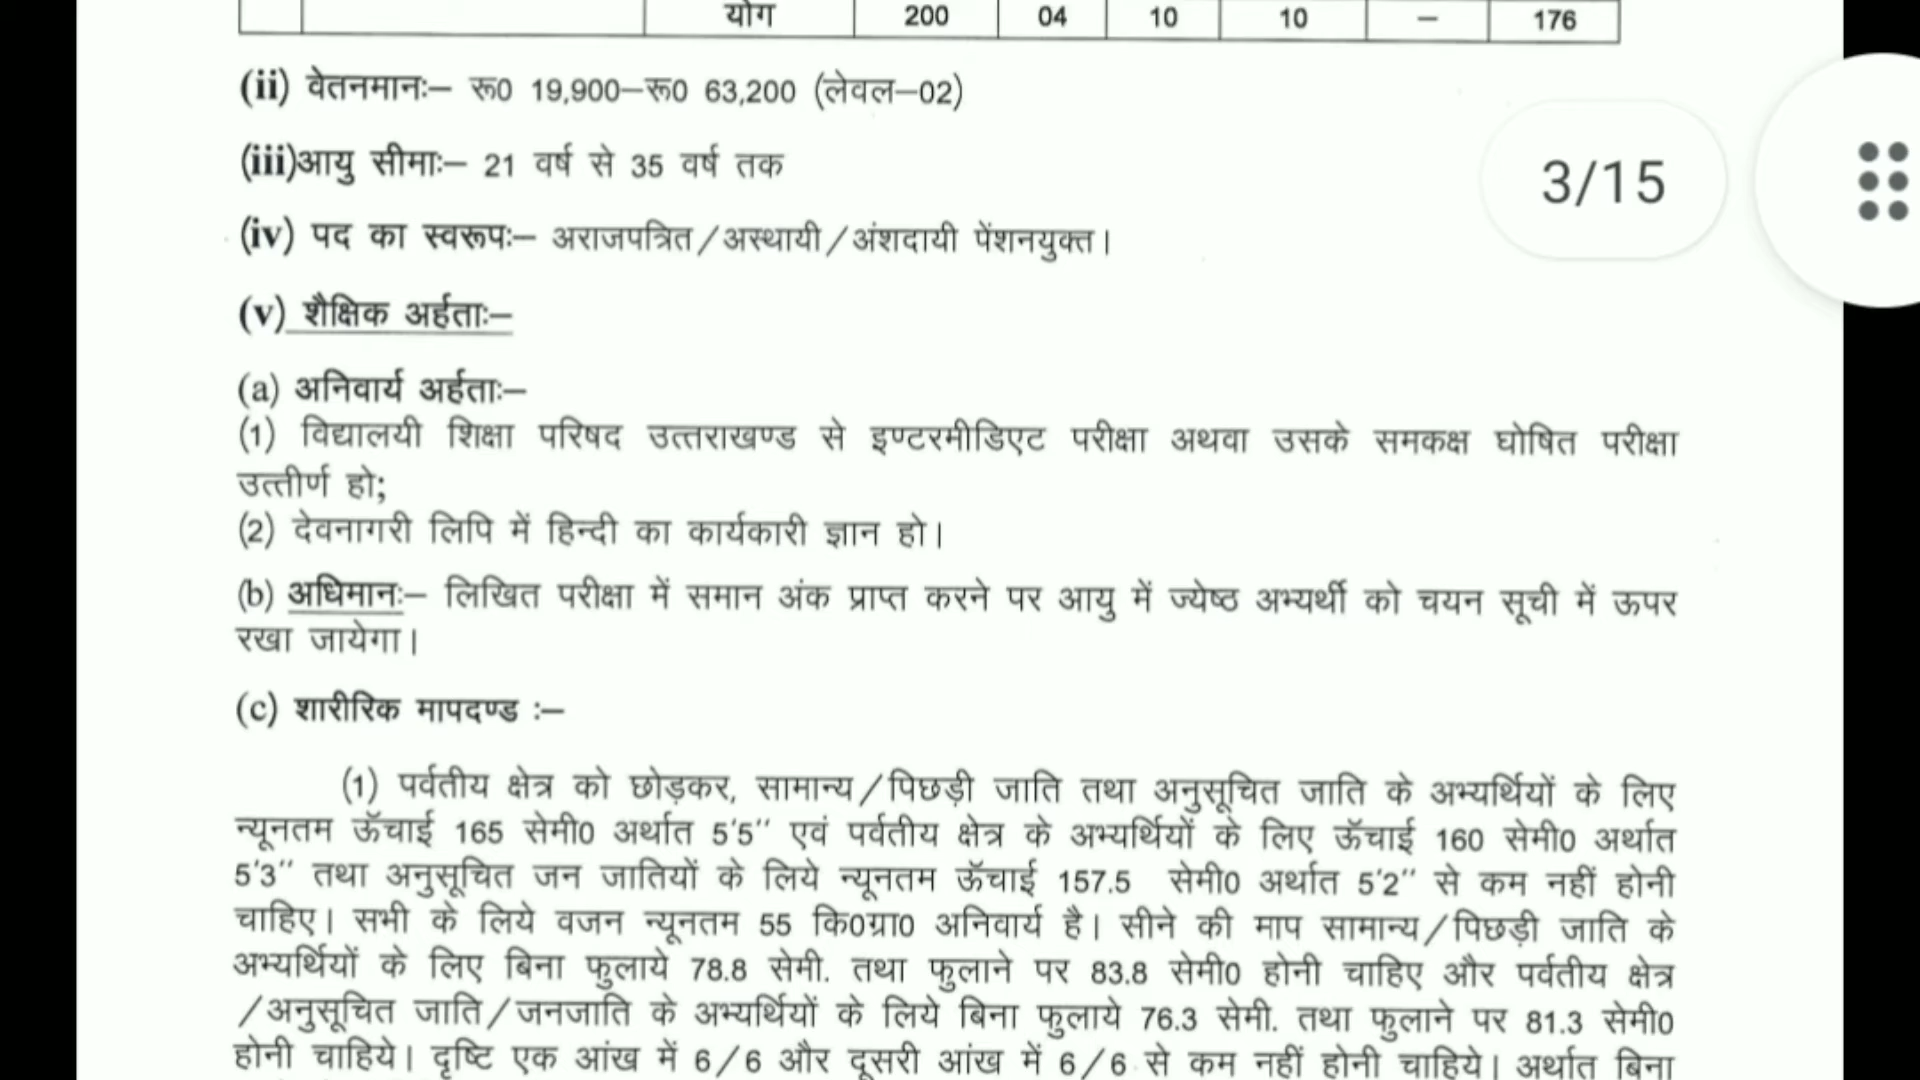 योग 200 04 10 10 – 176
(ii) वेतनमानः– रू0 19,900–रू0 63,200 (लेवल–02)
(iii)आयु सीमाः– 21 वर्ष से 35 वर्ष तक
3/15
(iv) पद का स्वरूपः– अराजपत्रित/अस्थायी/अंशदायी पेंशनयुक्त।
(v) शैक्षिक अर्हताः–
(a) अनिवार्य अर्हताः–
(1) विद्यालयी शिक्षा परिषद उत्तराखण्ड से इण्टरमीडिएट परीक्षा अथवा उसके समकक्ष घोषित परीक्षा
उत्तीर्ण हो;
(2) देवनागरी लिपि में हिन्दी का कार्यकारी ज्ञान हो।
(b) अधिमानः– लिखित परीक्षा में समान अंक प्राप्त करने पर आयु में ज्येष्ठ अभ्यर्थी को चयन सूची में ऊपर
रखा जायेगा।
(c) शारीरिक मापदण्ड :–
(1) पर्वतीय क्षेत्र को छोड़कर, सामान्य/पिछड़ी जाति तथा अनुसूचित जाति के अभ्यर्थियों के लिए
न्यूनतम ऊँचाई 165 सेमी0 अर्थात 5'5'' एवं पर्वतीय क्षेत्र के अभ्यर्थियों के लिए ऊँचाई 160 सेमी0 अर्थात
5'3'' तथा अनुसूचित जन जातियों के लिये न्यूनतम ऊँचाई 157.5 सेमी0 अर्थात 5'2'' से कम नहीं होनी
चाहिए। सभी के लिये वजन न्यूनतम 55 कि0ग्रा0 अनिवार्य है। सीने की माप सामान्य/पिछड़ी जाति के
अभ्यर्थियों के लिए बिना फुलाये 78.8 सेमी. तथा फुलाने पर 83.8 सेमी0 होनी चाहिए और पर्वतीय क्षेत्र
/अनुसूचित जाति/जनजाति के अभ्यर्थियों के लिये बिना फुलाये 76.3 सेमी. तथा फुलाने पर 81.3 सेमी0
होनी चाहिये। दृष्टि एक आंख में 6/6 और दूसरी आंख में 6/6 से कम नहीं होनी चाहिये। अर्थात बिना